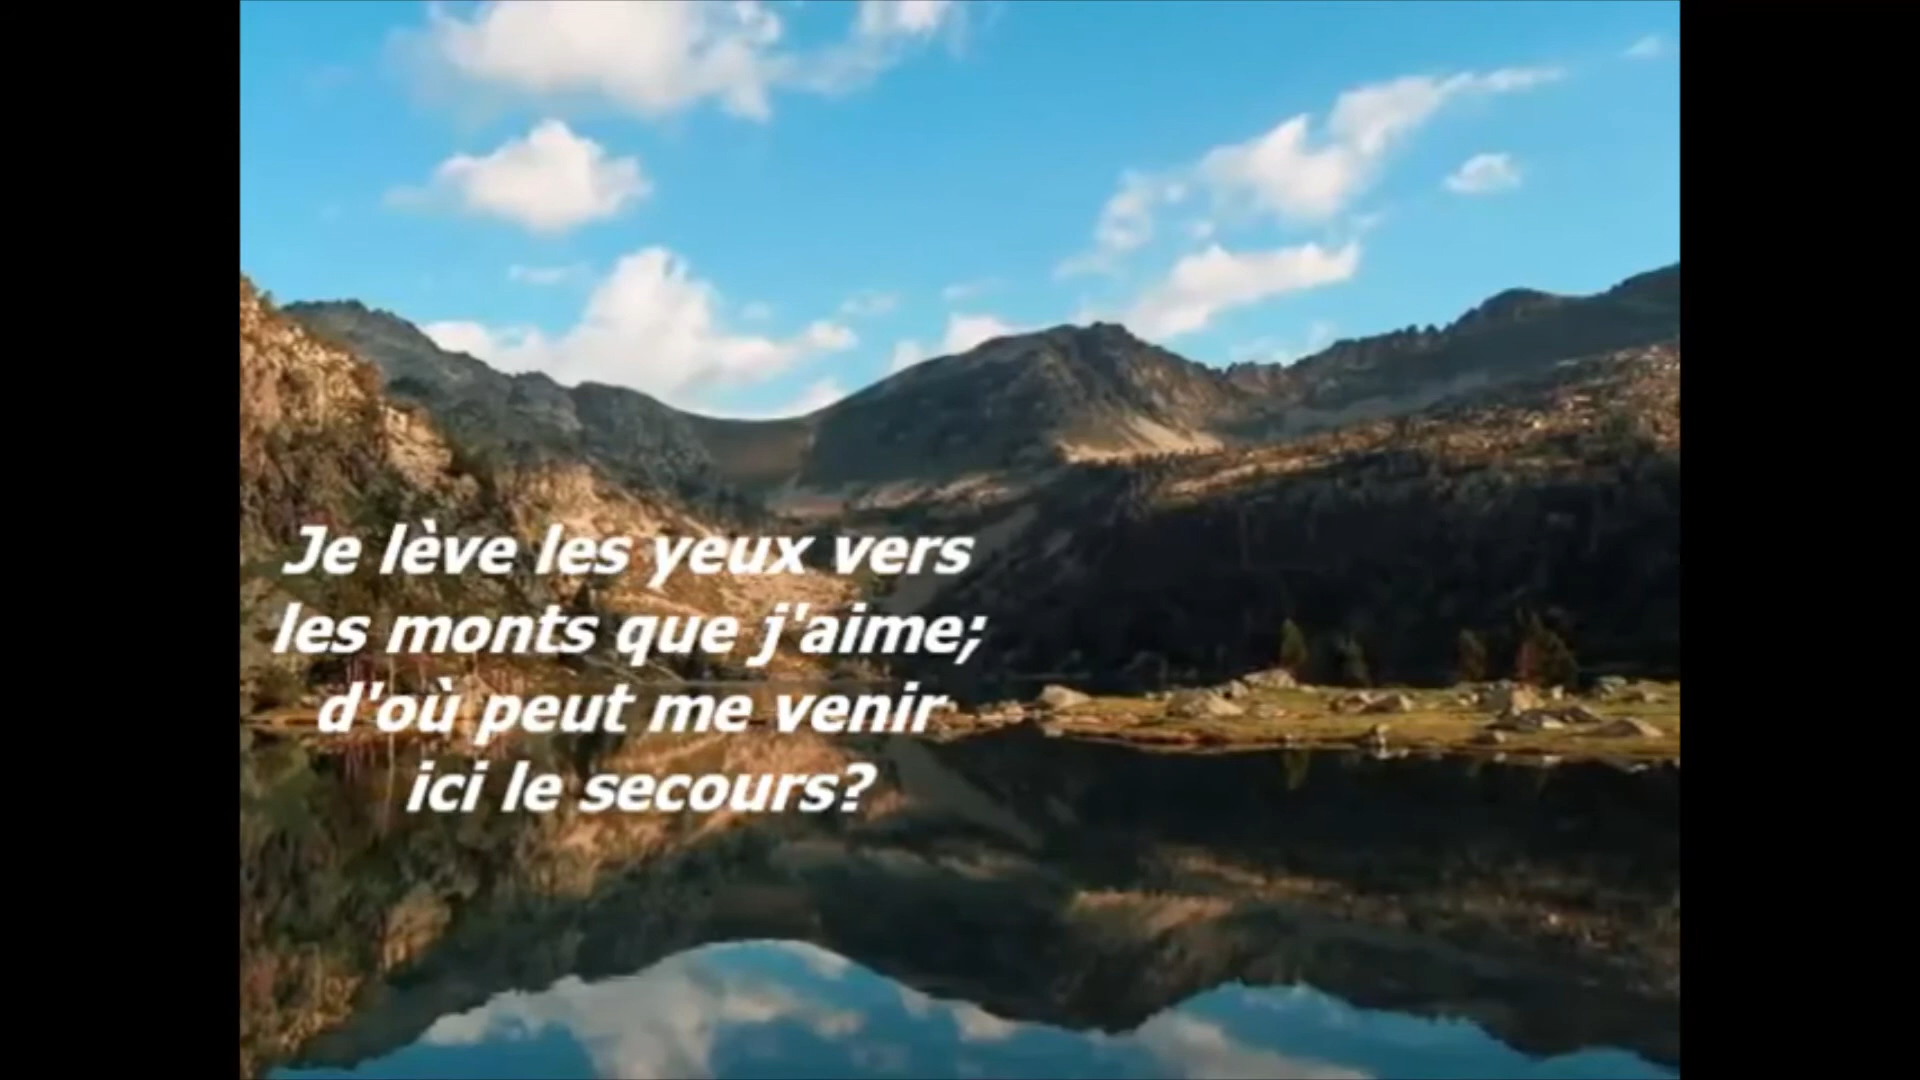 Je lève les yeux vers
les monts que j'aime;
d'où peut me venir
ici le secours?